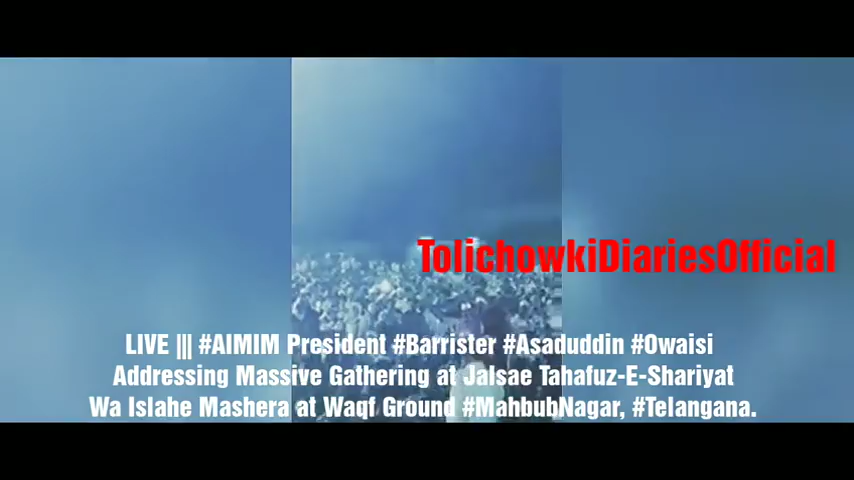 TolichowkiDiariesOfficial
LIVE ||| #AIMIM President #Barrister #Asaduddin #Owaisi
Addressing Massive Gathering at Jalsae Tahafuz-E-Shariyat
Wa Islahe Mashera at Waqf Ground #MahbubNagar, #Telangana.